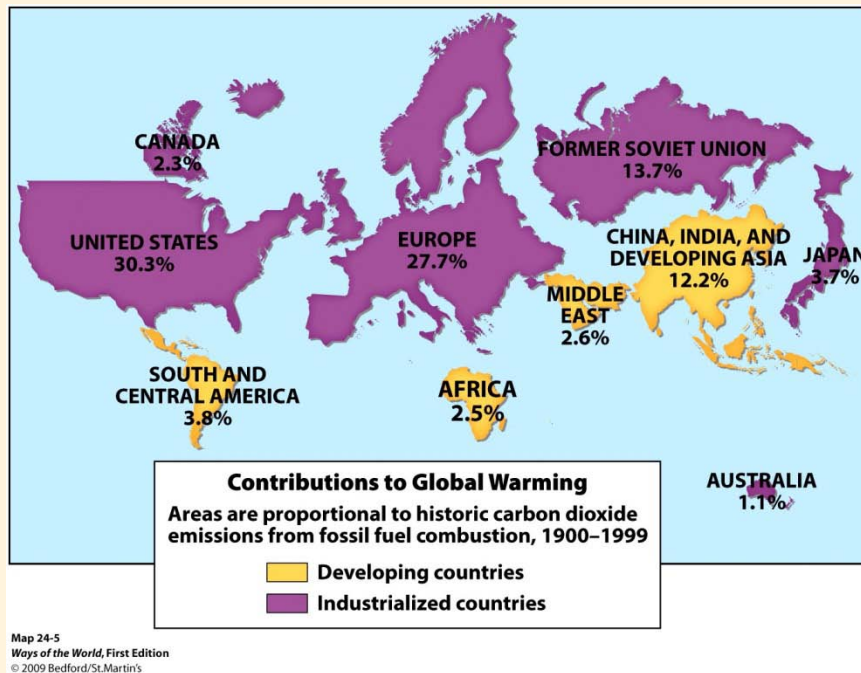 CANADA
2.3%
UNITED STATES
30.3%
EUROPE
27.7%
FORMER SOVIET UNION
13.7%
CHINA, INDIA, AND
DEVELOPING ASIA
12.2%
JAPAN
3.7%
MIDDLE
EAST
2.6%
SOUTH AND
CENTRAL AMERICA
3.8%
AFRICA
2.5%
AUSTRALIA
1.1%
Contributions to Global Warming
Areas are proportional to historic carbon dioxide
emissions from fossil fuel combustion, 1900–1999
Developing countries
Industrialized countries
Map 24-5
Ways of the World, First Edition
© 2009 Bedford/St.Martin's